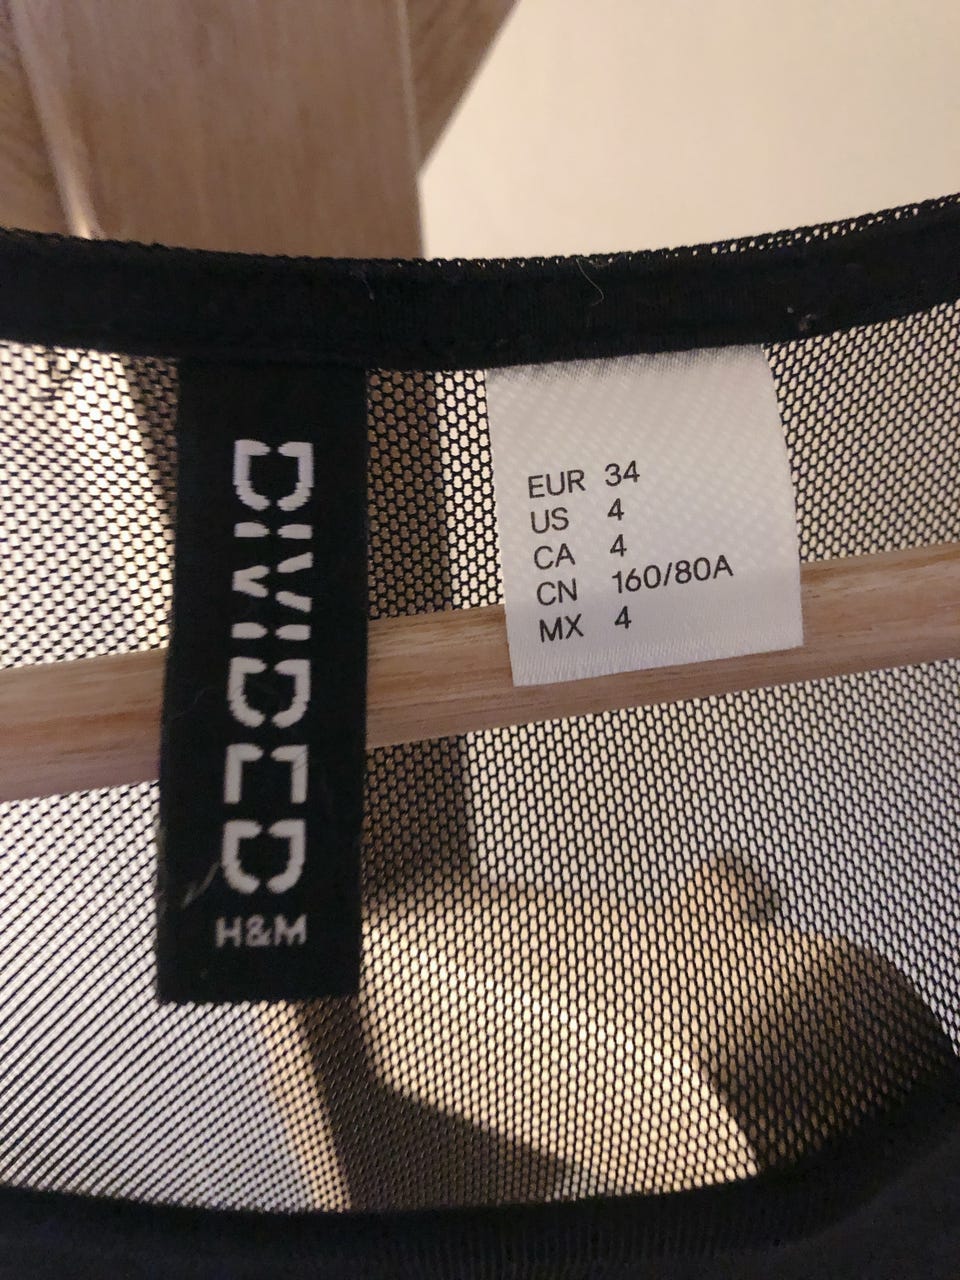 DIVIDED
H&M
EUR 34
US 4
CA 4
CN 160/80A
MX 4